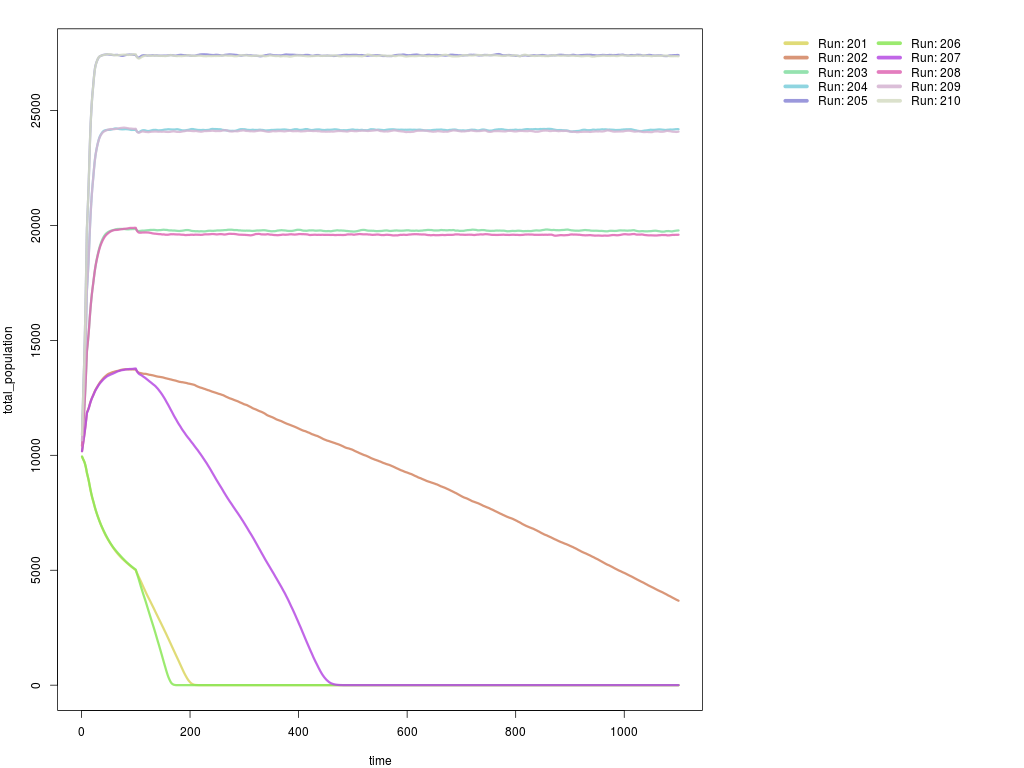 Run: 201 Run: 206
Run: 202 Run: 207
Run: 203 Run: 208
Run: 204 Run: 209
Run: 205 Run: 210
25000
20000
15000
10000
5000
0
total_population
0 200 400 600 800 1000
time